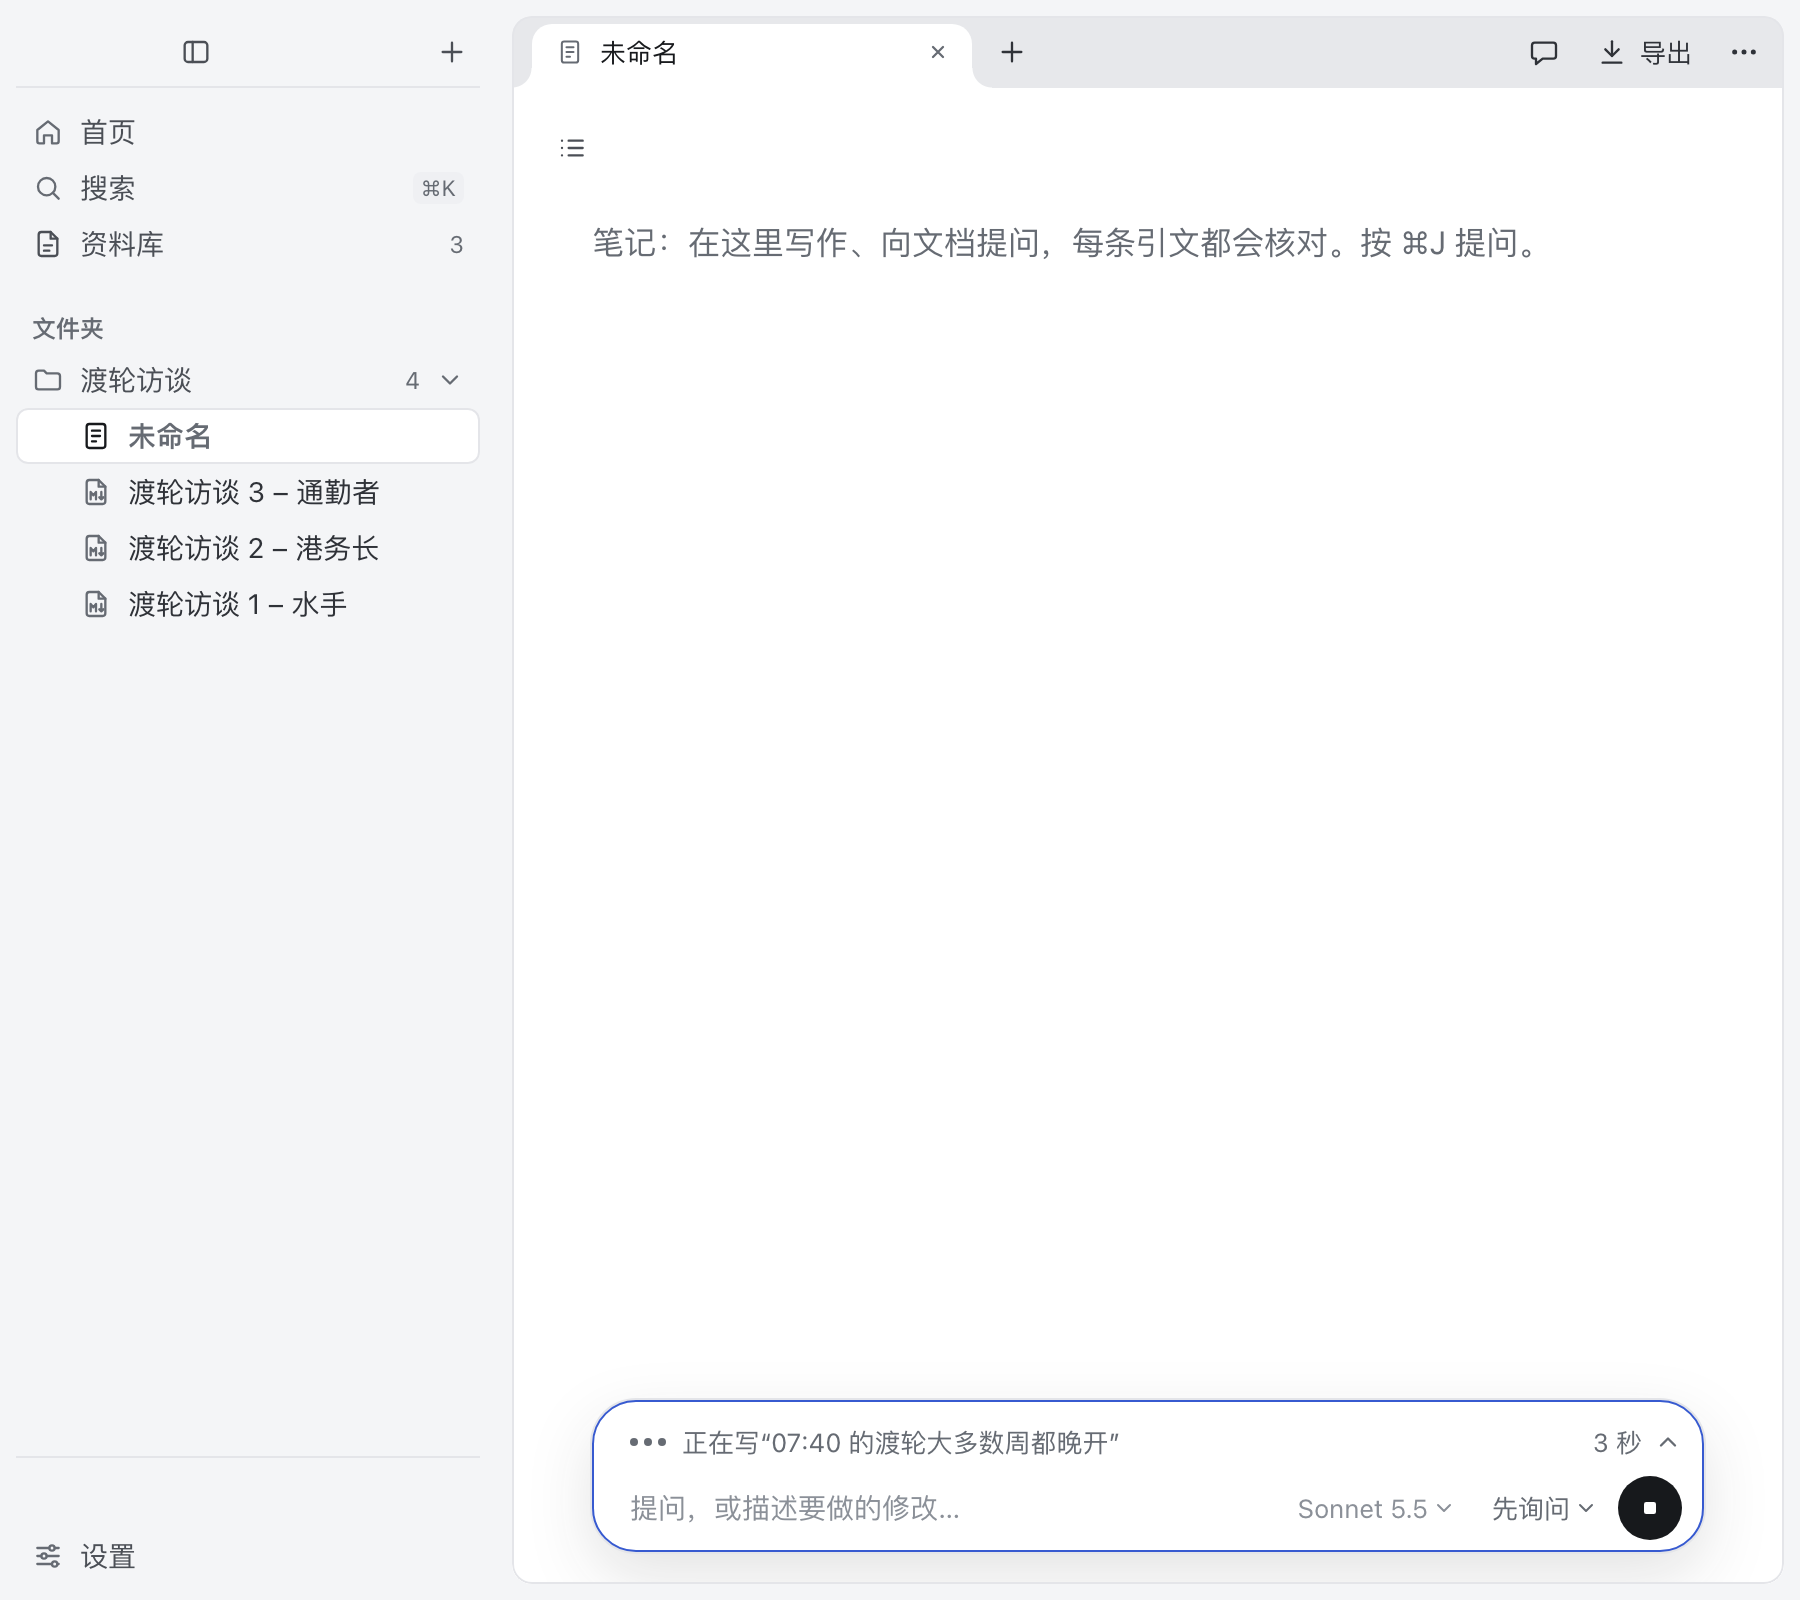 首页
搜索 ⌘K
资料库 3
文件夹
渡轮访谈 4
未命名
渡轮访谈 3 – 通勤者
渡轮访谈 2 – 港务长
渡轮访谈 1 – 水手
设置
未命名
导出
笔记：在这里写作、向文档提问，每条引文都会核对。按 ⌘J 提问。
正在写“07:40 的渡轮大多数周都晚开” 3 秒
提问，或描述要做的修改... Sonnet 5.5 先询问